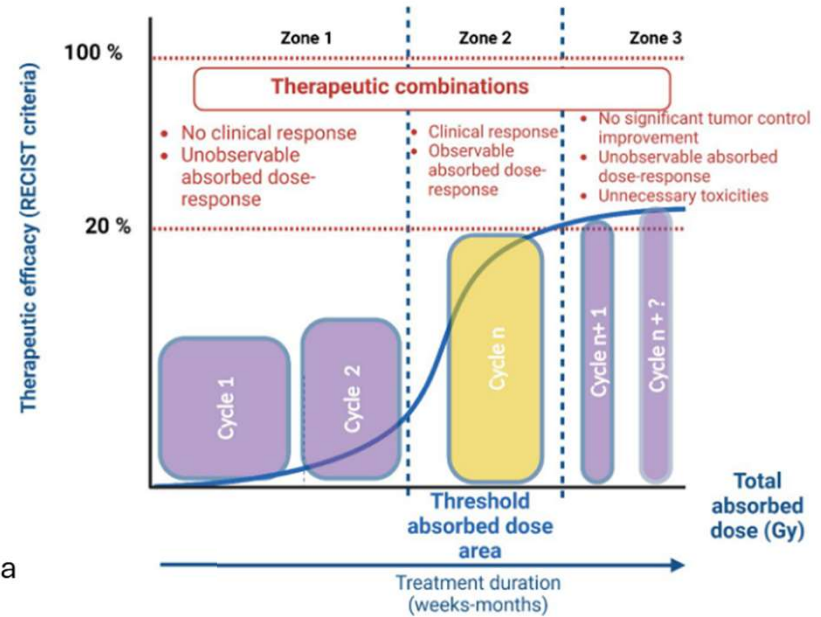 Zone 1
Zone 2
Zone 3
100 %
Therapeutic combinations
• No clinical response
• Unobservable
absorbed dose-
response
• Clinical response
• Observable
absorbed dose-
response
• No significant tumor control
improvement
• Unobservable absorbed
dose-response
• Unnecessary toxicities
20 %
Therapeutic efficacy (RECIST criteria)
Cycle 1
Cycle 2
Cycle n
Cycle n+ 1
Cycle n + ?
Threshold
absorbed dose
area
Total
absorbed
dose (Gy)
a
Treatment duration
(weeks-months)